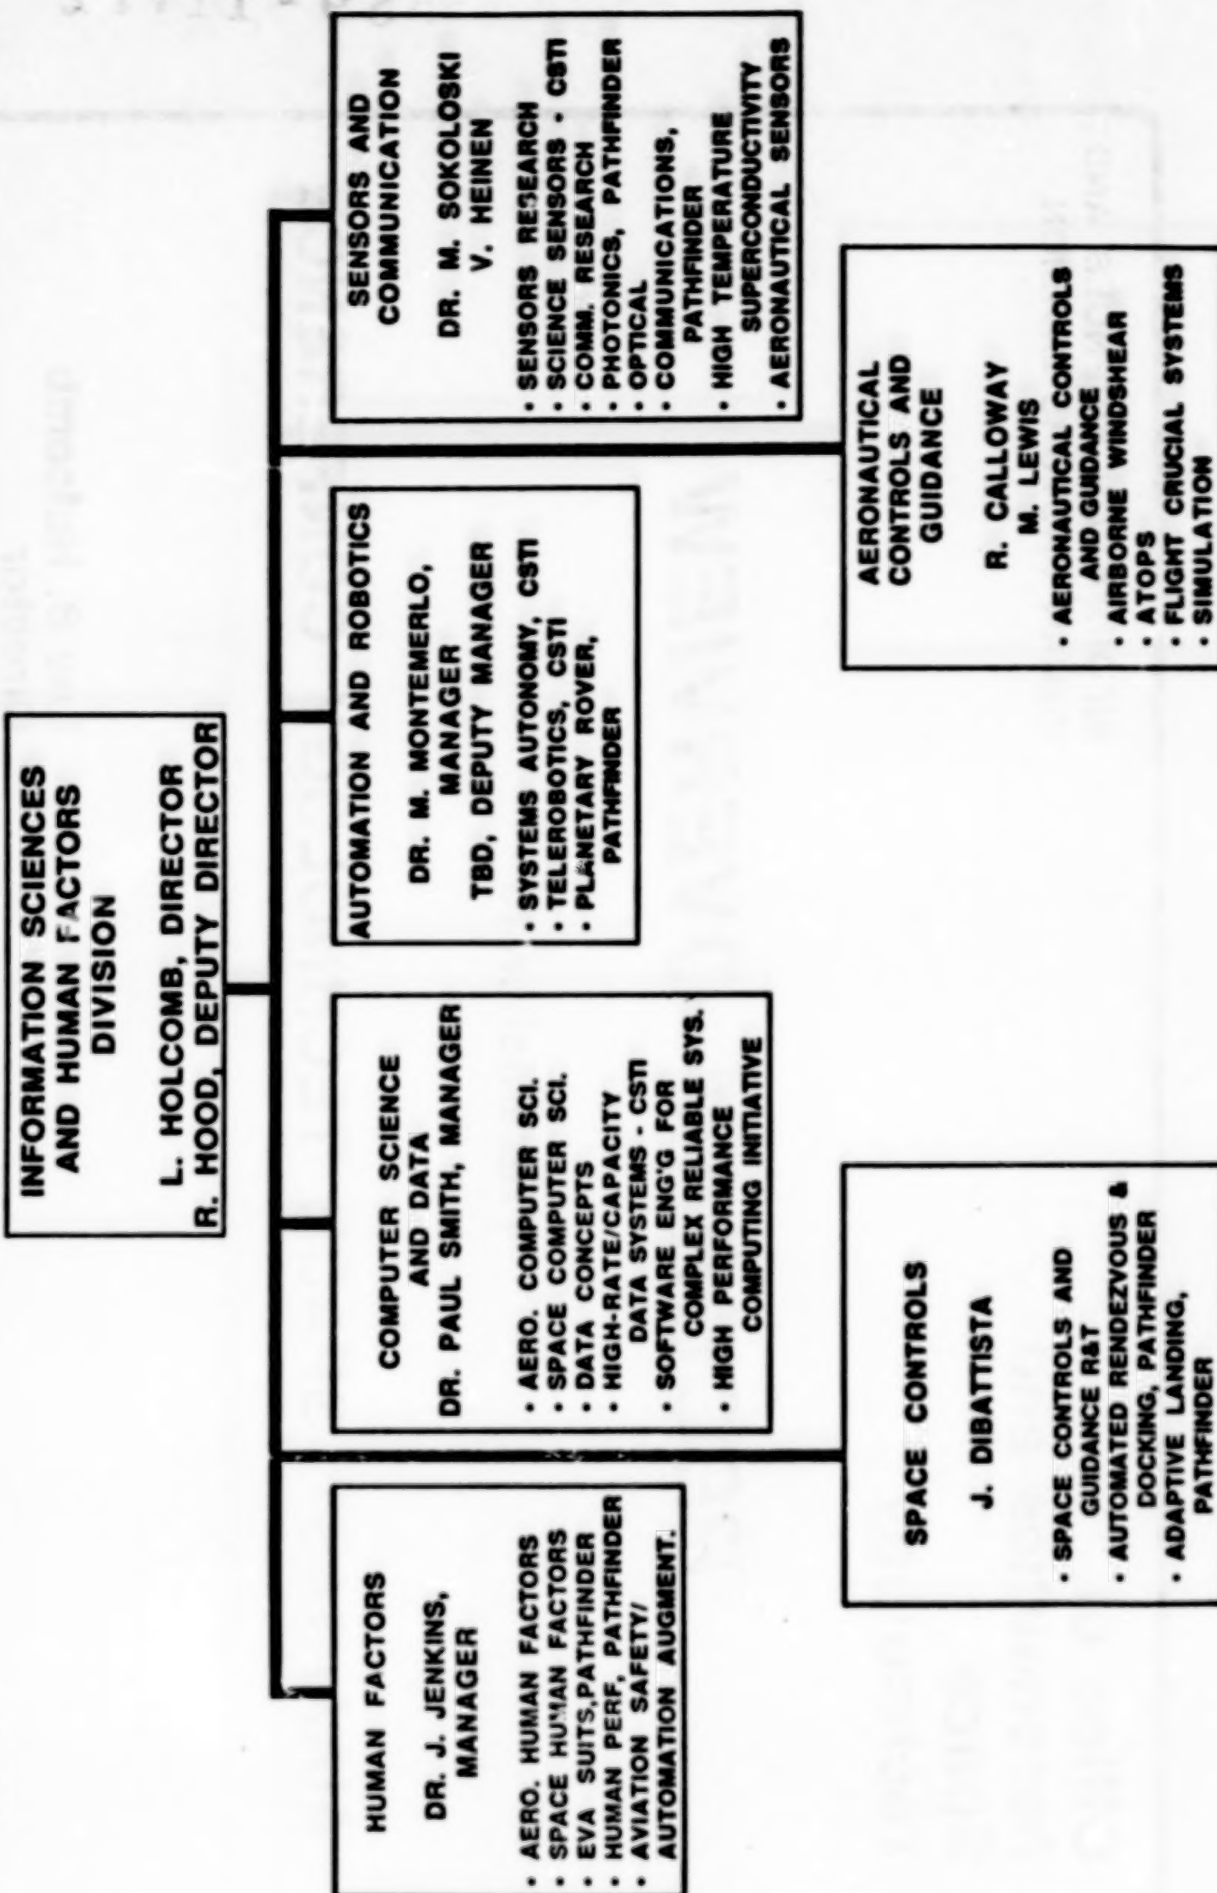 INFORMATION SCIENCES
AND HUMAN FACTORS
DIVISION
L. HOLCOMB, DIRECTOR
R. HOOD, DEPUTY DIRECTOR
HUMAN FACTORS
DR. J. JENKINS,
MANAGER
• AERO. HUMAN FACTORS
• SPACE HUMAN FACTORS
• EVA SUITS,PATHFINDER
• HUMAN PERF, PATHFINDER
• AVIATION SAFETY/
AUTOMATION AUGMENT.
COMPUTER SCIENCE
AND DATA
DR. PAUL SMITH, MANAGER
• AERO. COMPUTER SCI.
• SPACE COMPUTER SCI.
• DATA CONCEPTS
• HIGH-RATE/CAPACITY
DATA SYSTEMS - CSTI
• SOFTWARE ENG'G FOR
COMPLEX RELIABLE SYS.
• HIGH PERFORMANCE
COMPUTING INITIATIVE
AUTOMATION AND ROBOTICS
DR. M. MONTEMERLO,
MANAGER
TBD, DEPUTY MANAGER
• SYSTEMS AUTONOMY, CSTI
• TELEROBOTICS, CSTI
• PLANETARY ROVER,
PATHFINDER
SENSORS AND
COMMUNICATION
DR. M. SOKOLOSKI
V. HEINEN
• SENSORS RESEARCH
• SCIENCE SENSORS - CSTI
• COMM. RESEARCH
• PHOTONICS, PATHFINDER
• OPTICAL
• COMMUNICATIONS,
PATHFINDER
• HIGH TEMPERATURE
SUPERCONDUCTIVITY
• AERONAUTICAL SENSORS
SPACE CONTROLS
J. DIBATTISTA
• SPACE CONTROLS AND
GUIDANCE R&T
• AUTOMATED RENDEZVOUS &
DOCKING, PATHFINDER
• ADAPTIVE LANDING,
PATHFINDER
AERONAUTICAL
CONTROLS AND
GUIDANCE
R. CALLOWAY
M. LEWIS
• AERONAUTICAL CONTROLS
AND GUIDANCE
• AIRBORNE WINDSHEAR
• ATOPS
• FLIGHT CRUCIAL SYSTEMS
• SIMULATION